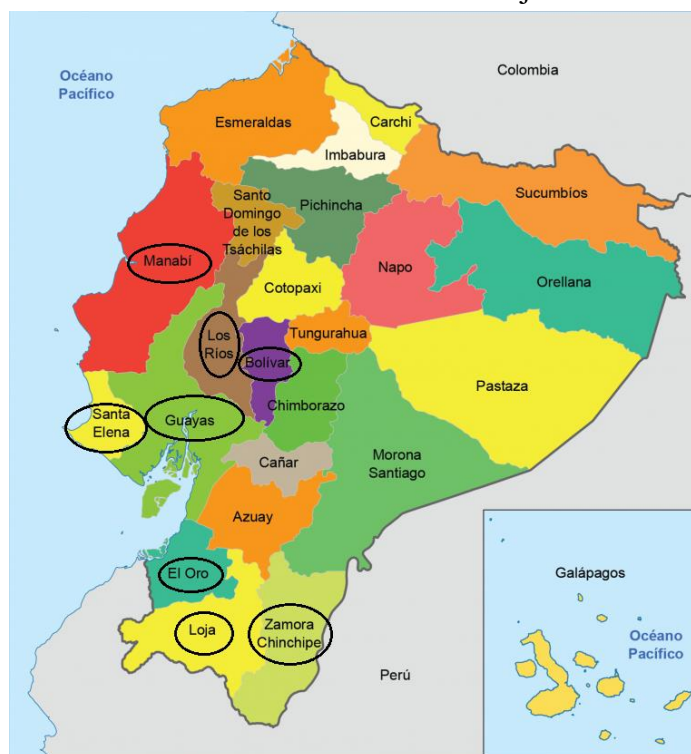 j
Océano
Pacífico
Colombia
Esmeraldas
Carchi
Imbabura
Sucumbíos
Santo
Domingo
de los
Tsáchilas
Pichincha
Manabí
Napo
Orellana
Cotopaxi
Los
Ríos
Tungurahua
Bolívar
Pastaza
Chimborazo
Santa
Elena
Guayas
Morona
Santiago
Cañar
Azuay
El Oro
Loja
Zamora
Chinchipe
Perú
Galápagos
Océano
Pacífico